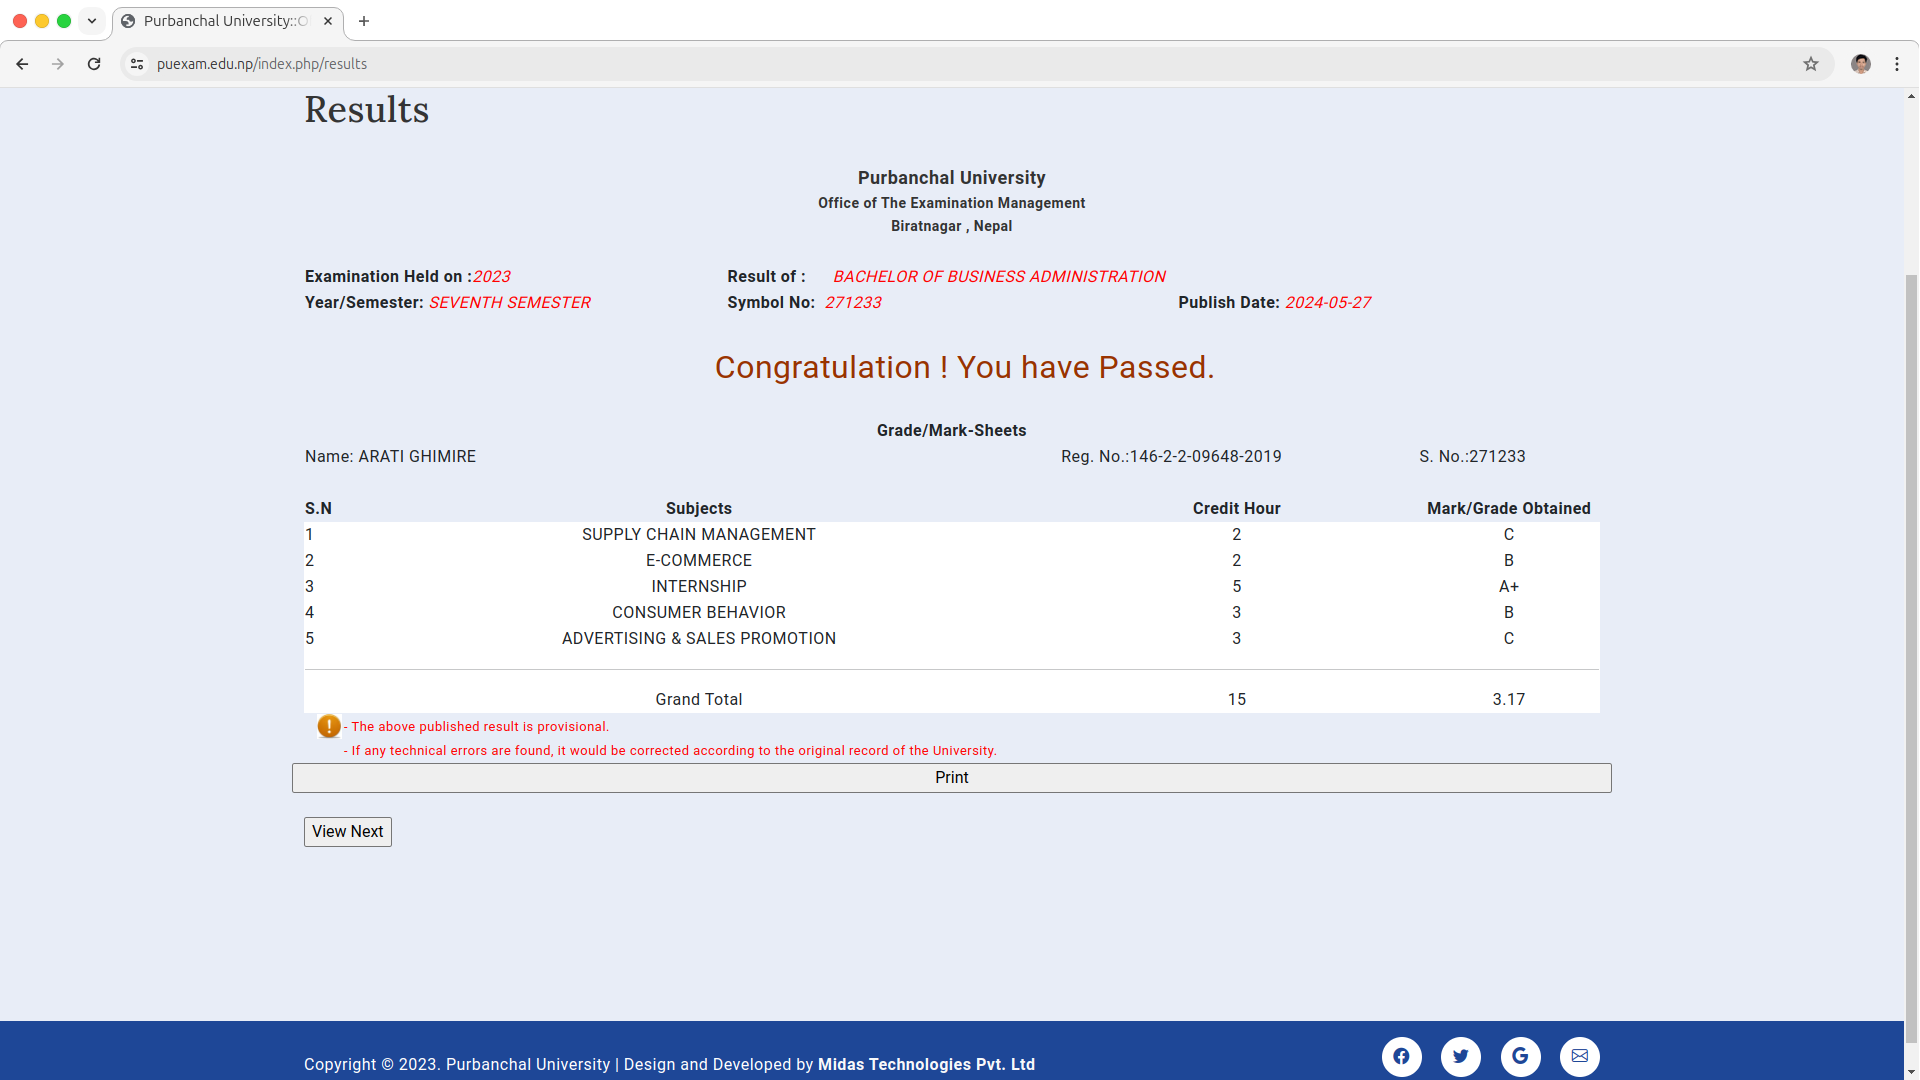 Purbanchal University::O
puexam.edu.np/index.php/results
Results
Purbanchal University
Office of The Examination Management
Biratnagar , Nepal
Examination Held on :2023 Result of : BACHELOR OF BUSINESS ADMINISTRATION
Year/Semester: SEVENTH SEMESTER Symbol No: 271233 Publish Date: 2024-05-27
Congratulation ! You have Passed.
Grade/Mark-Sheets
Name: ARATI GHIMIRE Reg. No.:146-2-2-09648-2019 S. No.:271233
S.N Subjects Credit Hour Mark/Grade Obtained
1 SUPPLY CHAIN MANAGEMENT 2 C
2 E-COMMERCE 2 B
3 INTERNSHIP 5 A+
4 CONSUMER BEHAVIOR 3 B
5 ADVERTISING & SALES PROMOTION 3 C
Grand Total 15 3.17
- The above published result is provisional.
- If any technical errors are found, it would be corrected according to the original record of the University.
Print
View Next
Copyright © 2023. Purbanchal University | Design and Developed by Midas Technologies Pvt. Ltd